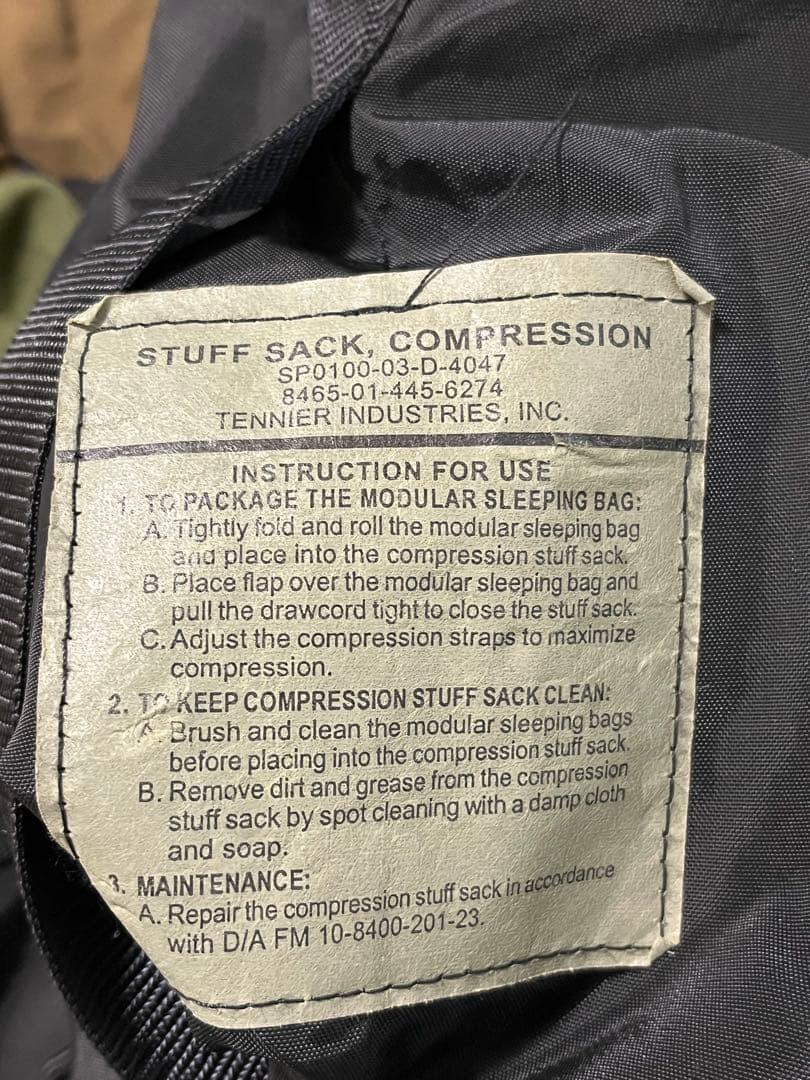 STUFF SACK, COMPRESSION
SP0100-03-D-4047
8465-01-445-6274
TENNIER INDUSTRIES, INC.
INSTRUCTION FOR USE
1. TO PACKAGE THE MODULAR SLEEPING BAG:
A. Tightly fold and roll the modular sleeping bag
and place into the compression stuff sack.
B. Place flap over the modular sleeping bag and
pull the drawcord tight to close the stuff sack.
C. Adjust the compression straps to maximize
compression.
2. TO KEEP COMPRESSION STUFF SACK CLEAN:
A. Brush and clean the modular sleeping bags
before placing into the compression stuff sack.
B. Remove dirt and grease from the compression
stuff sack by spot cleaning with a damp cloth
and soap.
3. MAINTENANCE:
A. Repair the compression stuff sack in accordance
with D/A FM 10-8400-201-23.